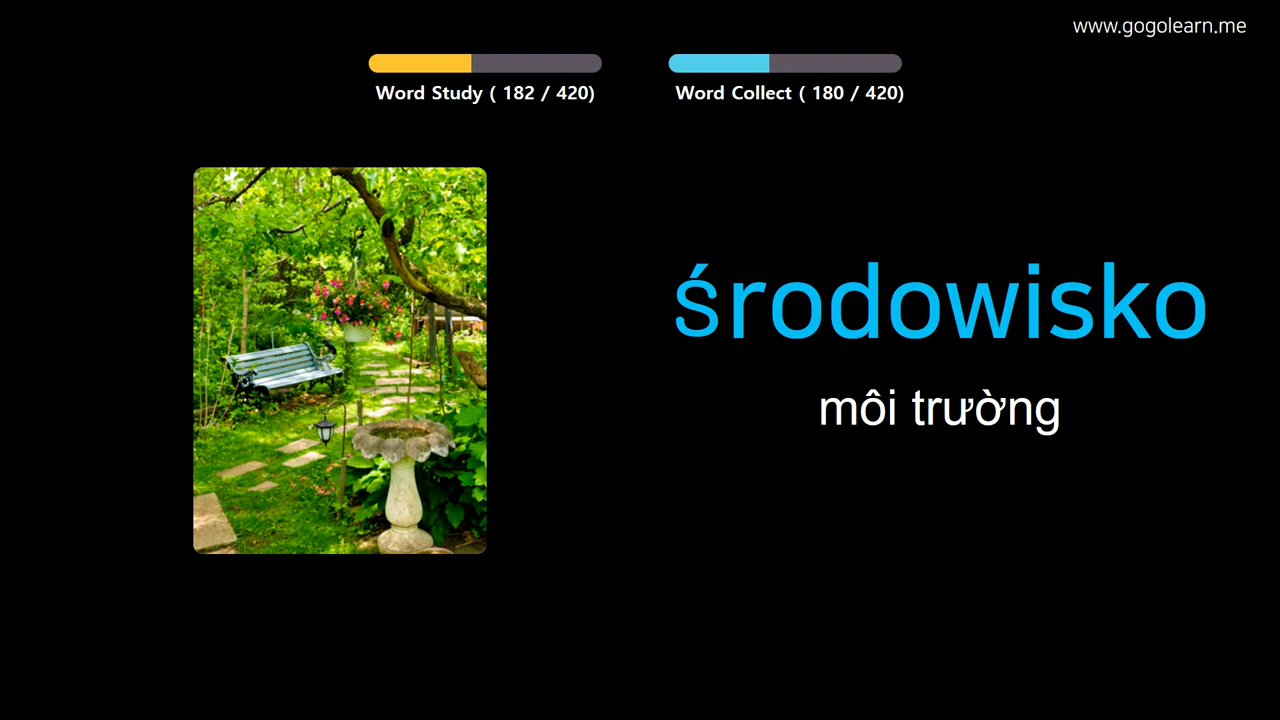 www.gogolearn.me
Word Study ( 182 / 420)
Word Collect ( 180 / 420)
środowisko
môi trường